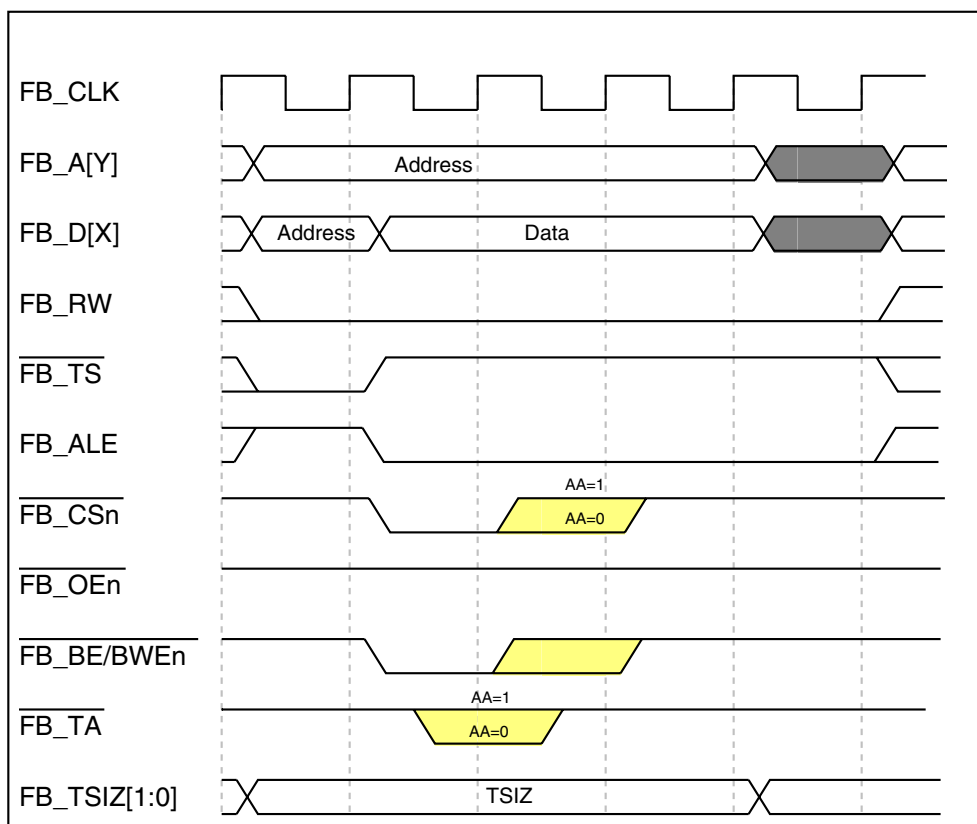 FB_CLK
FB_A[Y]
Address
FB_D[X]
Address
Data
FB_RW
FB_TS
FB_ALE
AA=1
FB_CSn
AA=0
FB_OEn
FB_BE/BWEn
AA=1
FB_TA
AA=0
FB_TSIZ[1:0]
TSIZ